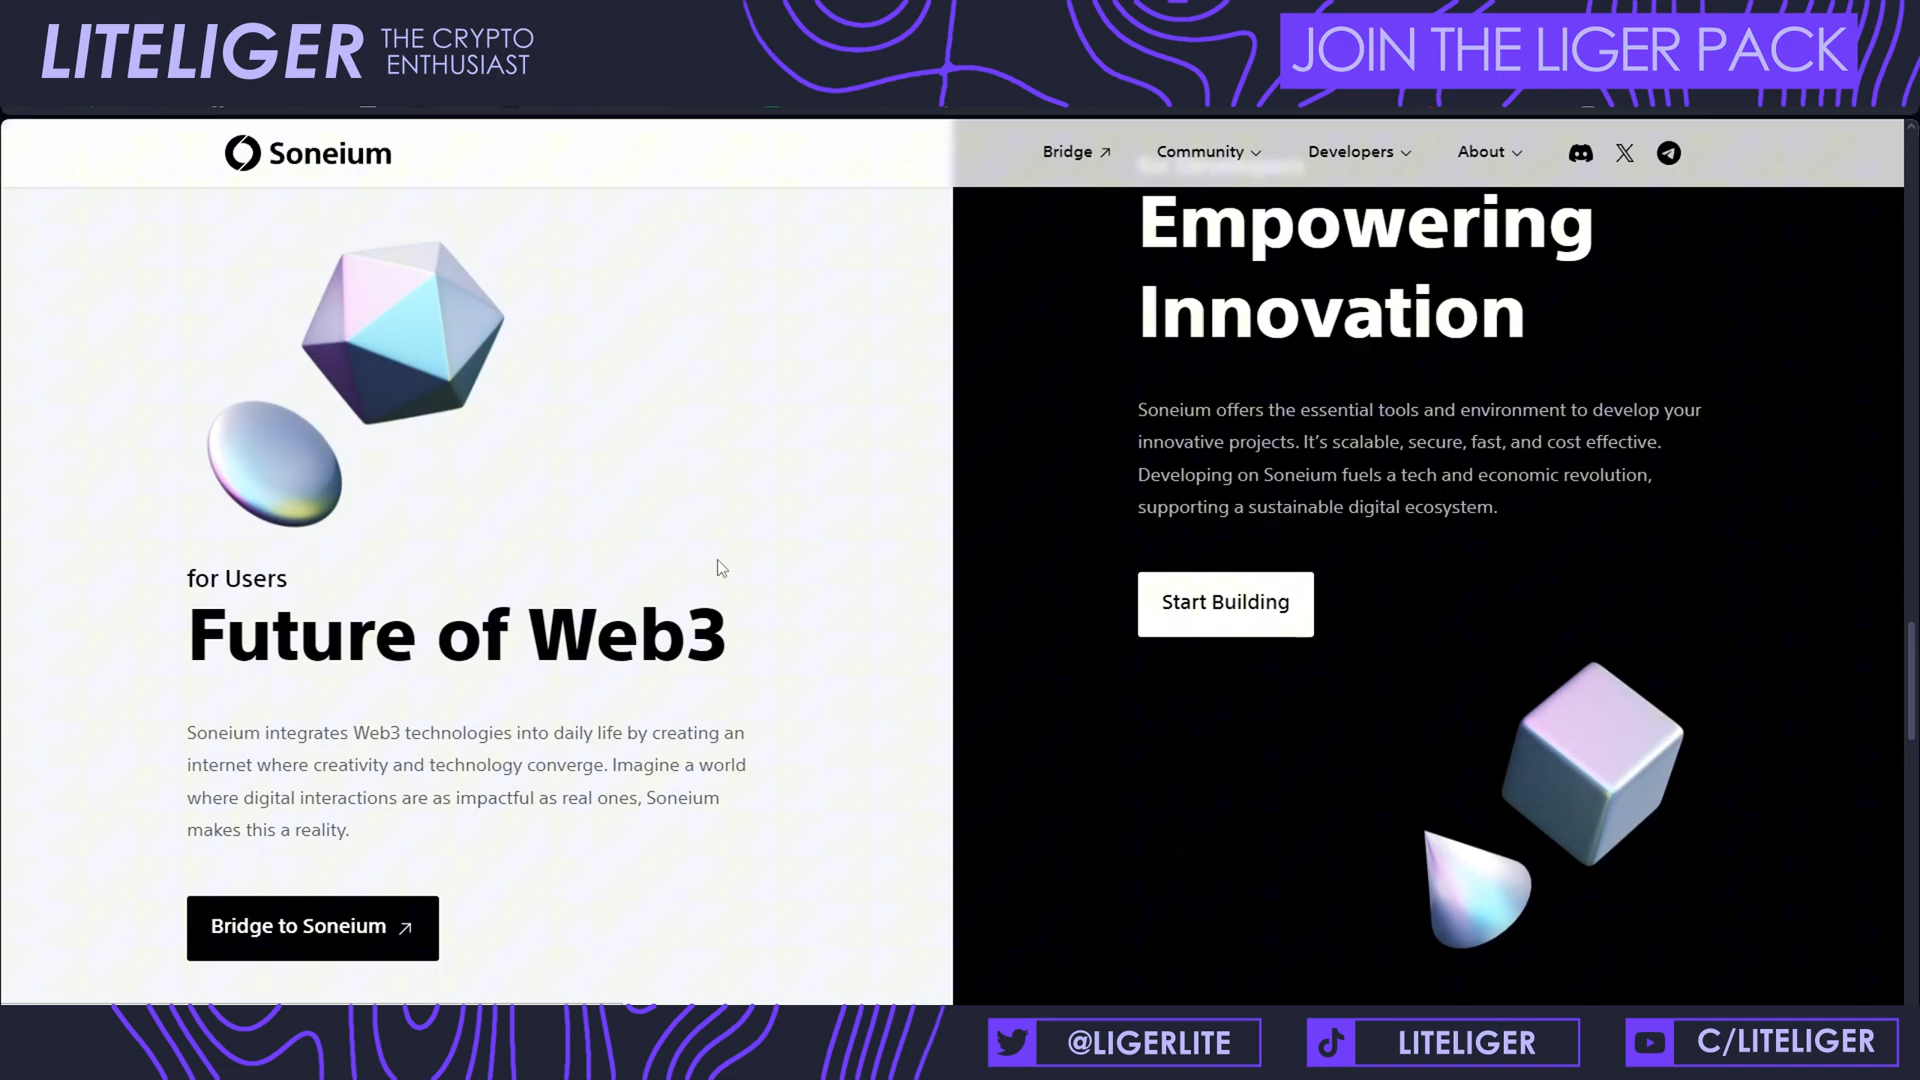 LITELIGER
THE CRYPTO
ENTHUSIAST
JOIN THE LIGER PACK
Soneium
Bridge
Community
Developers
About
for Users
Future of Web3
Soneium integrates Web3 technologies into daily life by creating an
internet where creativity and technology converge. Imagine a world
where digital interactions are as impactful as real ones, Soneium
makes this a reality.
Bridge to Soneium
Empowering
Innovation
Soneium offers the essential tools and environment to develop your
innovative projects. It’s scalable, secure, fast, and cost effective.
Developing on Soneium fuels a tech and economic revolution,
supporting a sustainable digital ecosystem.
Start Building
@LIGERLITE
LITELIGER
C/LITELIGER